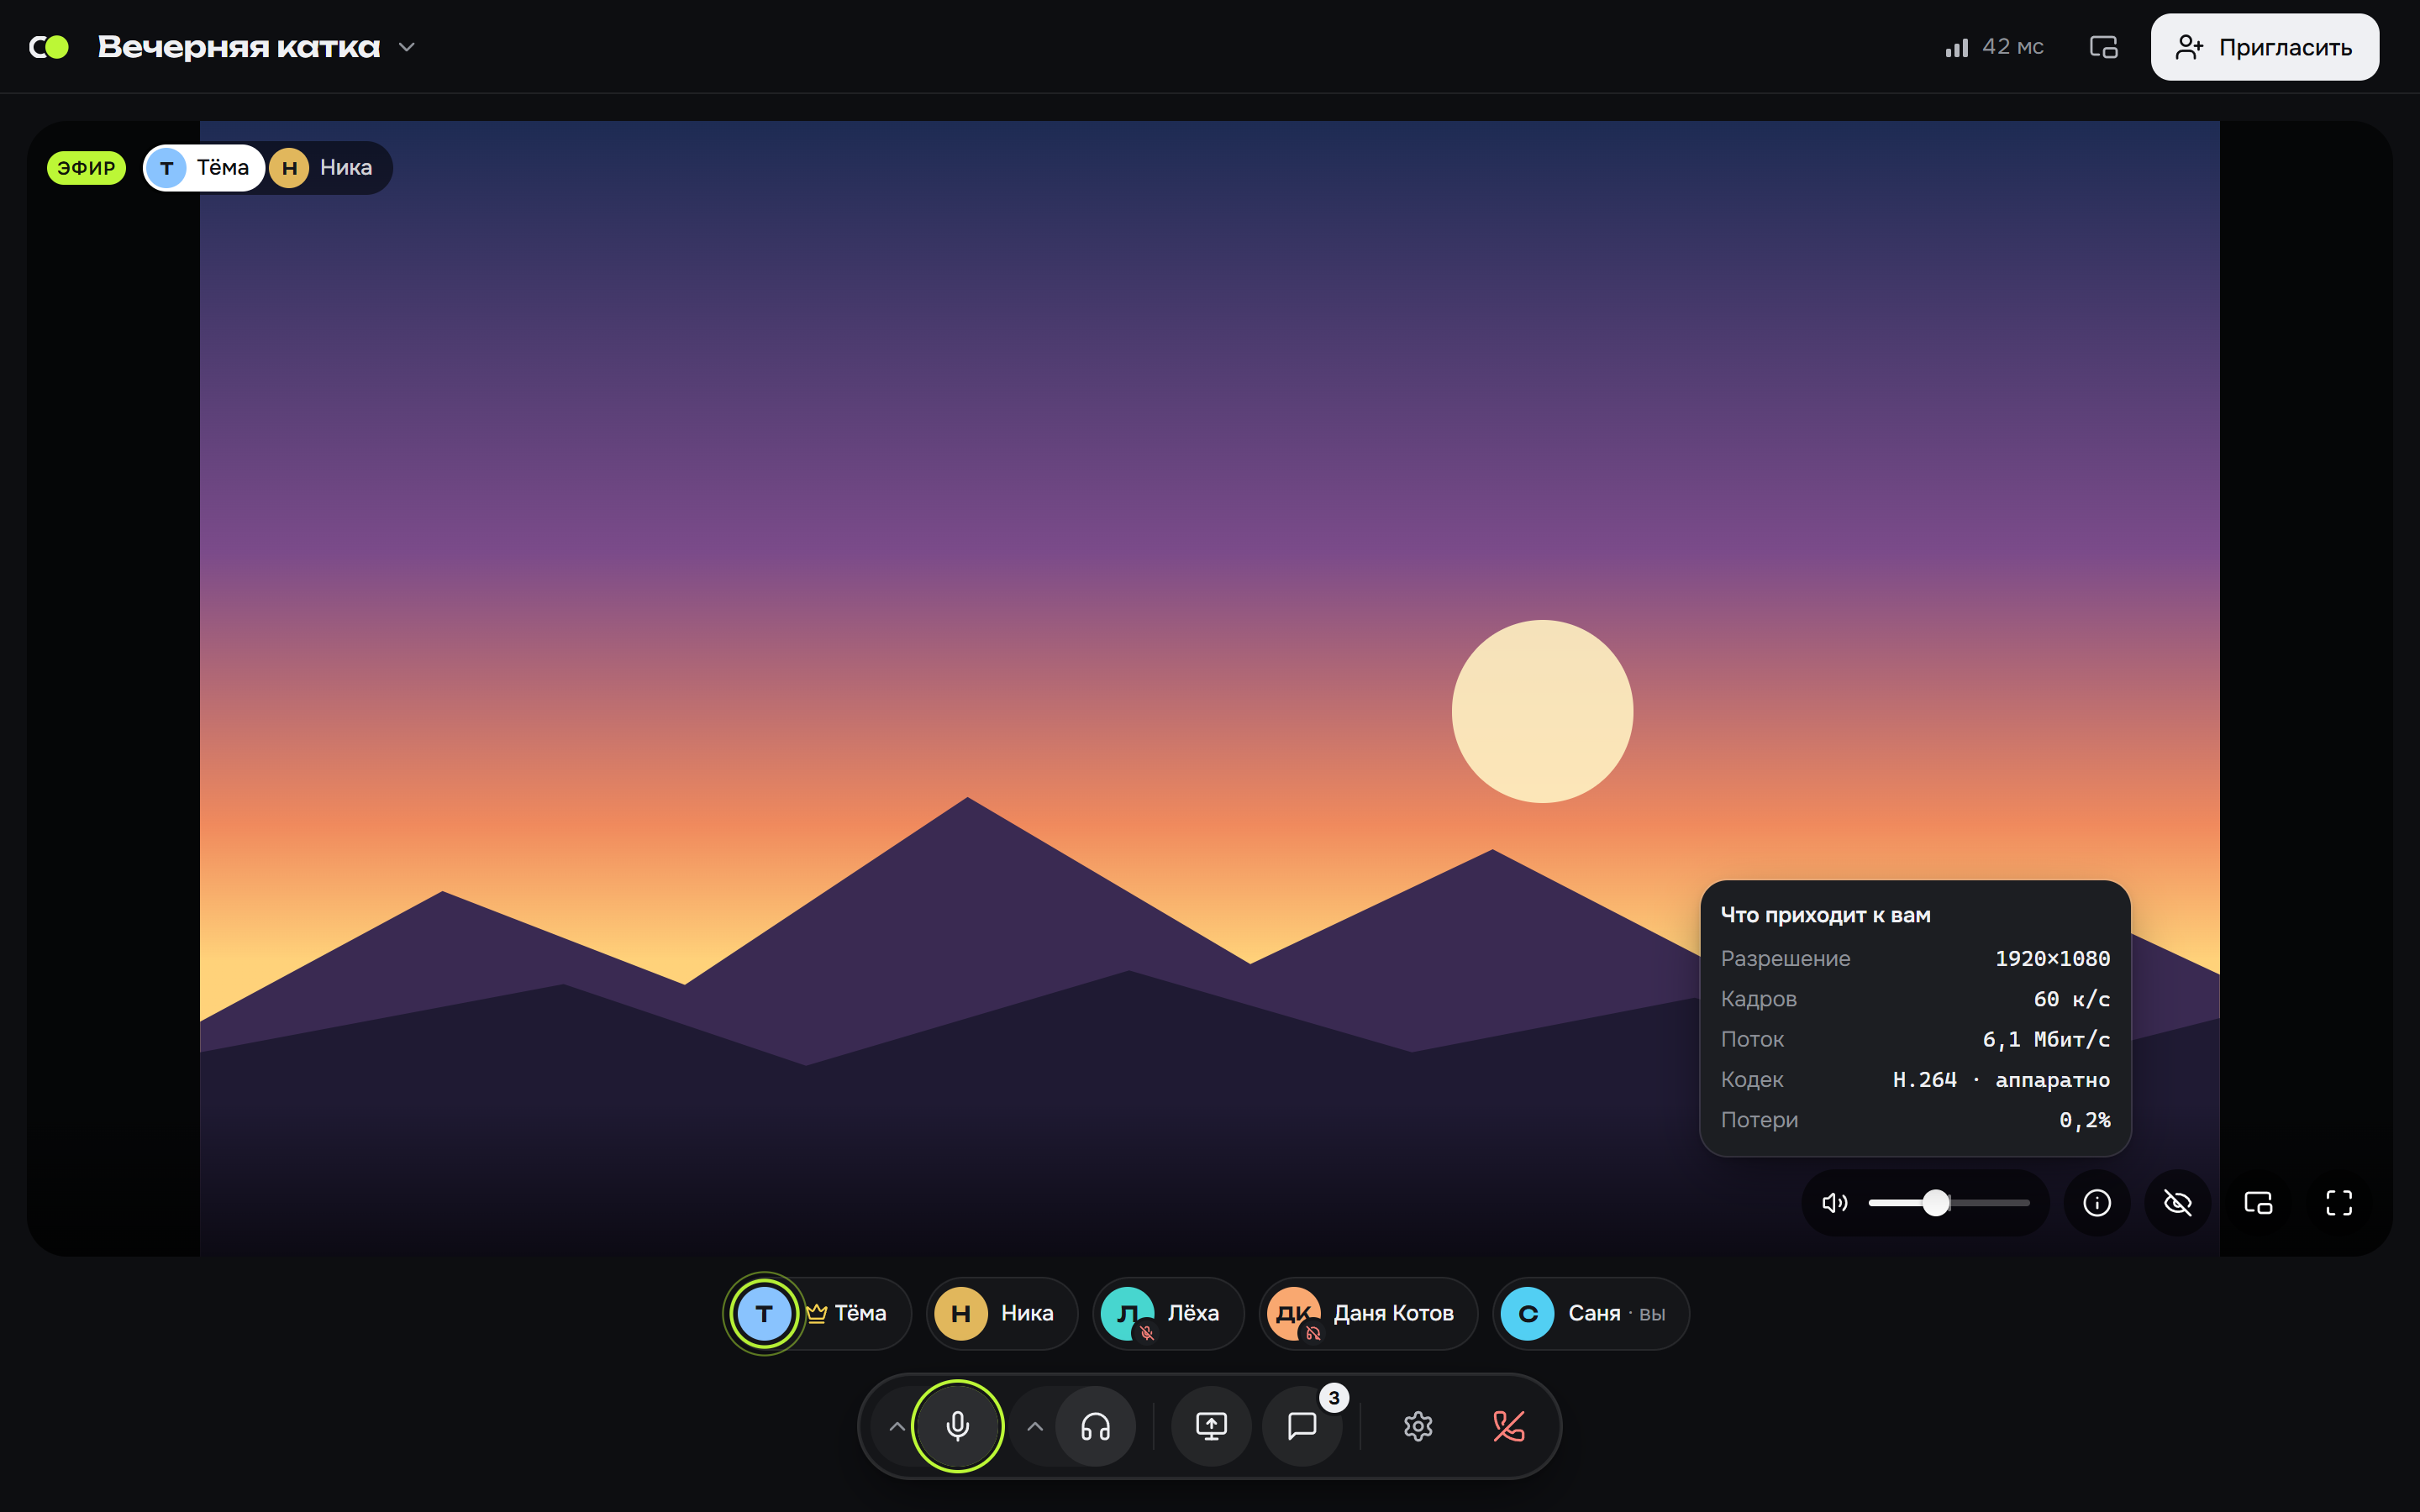 Вечерняя катка
42 мс
Пригласить
ЭФИР
Т Тёма
Н Ника
Что приходит к вам
Разрешение 1920×1080
Кадров 60 к/с
Поток 6,1 Мбит/с
Кодек H.264 · аппаратно
Потери 0,2%
Т Тёма
Н Ника
Л Лёха
ДК Даня Котов
С Саня · вы
3